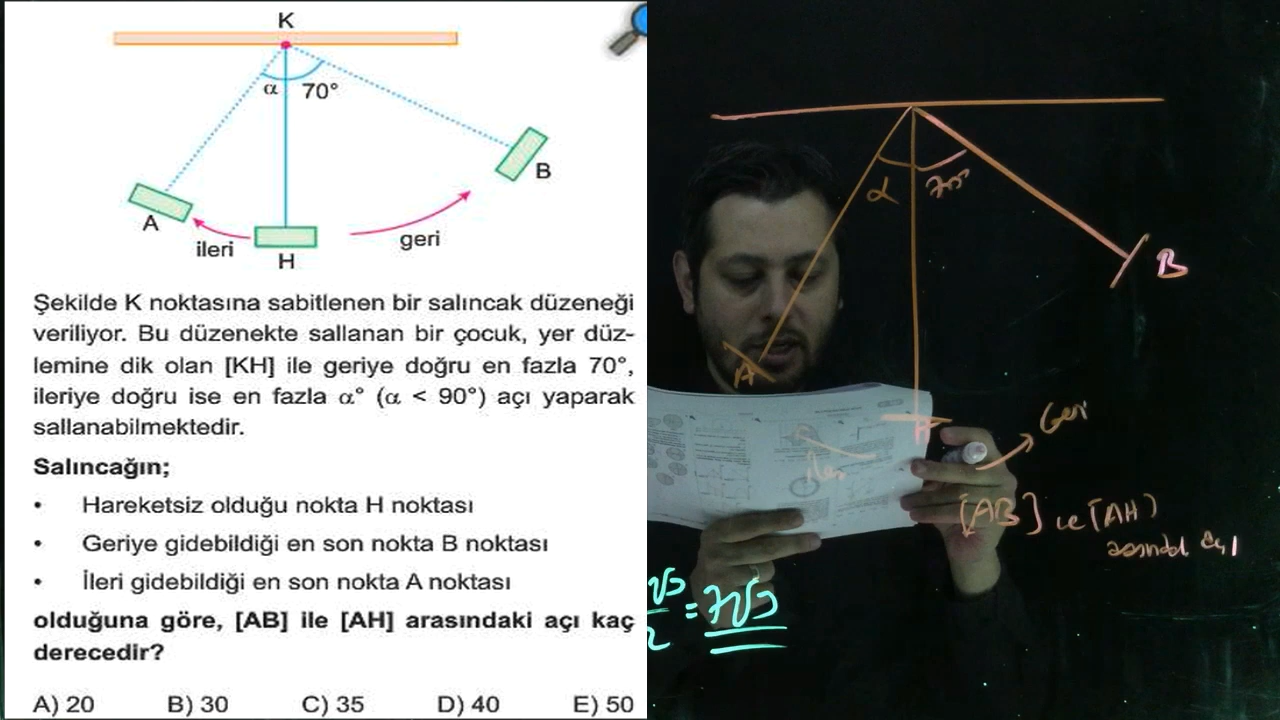 K
α 70°
B
A
ileri
geri
H
Şekilde K noktasına sabitlenen bir salıncak düzeneği
veriliyor. Bu düzenekte sallanan bir çocuk, yer düz-
lemine dik olan [KH] ile geriye doğru en fazla 70°,
ileriye doğru ise en fazla α° (α < 90°) açı yaparak
sallanabilmektedir.
Salıncağın;
• Hareketsiz olduğu nokta H noktası
• Geriye gidebildiği en son nokta B noktası
• İleri gidebildiği en son nokta A noktası
olduğuna göre, [AB] ile [AH] arasındaki açı kaç
derecedir?
A) 20 B) 30 C) 35 D) 40 E) 50
α 70°
B
A
H
Geri
ileri
[AB] ile [AH]
arasındaki açı
= 7√3